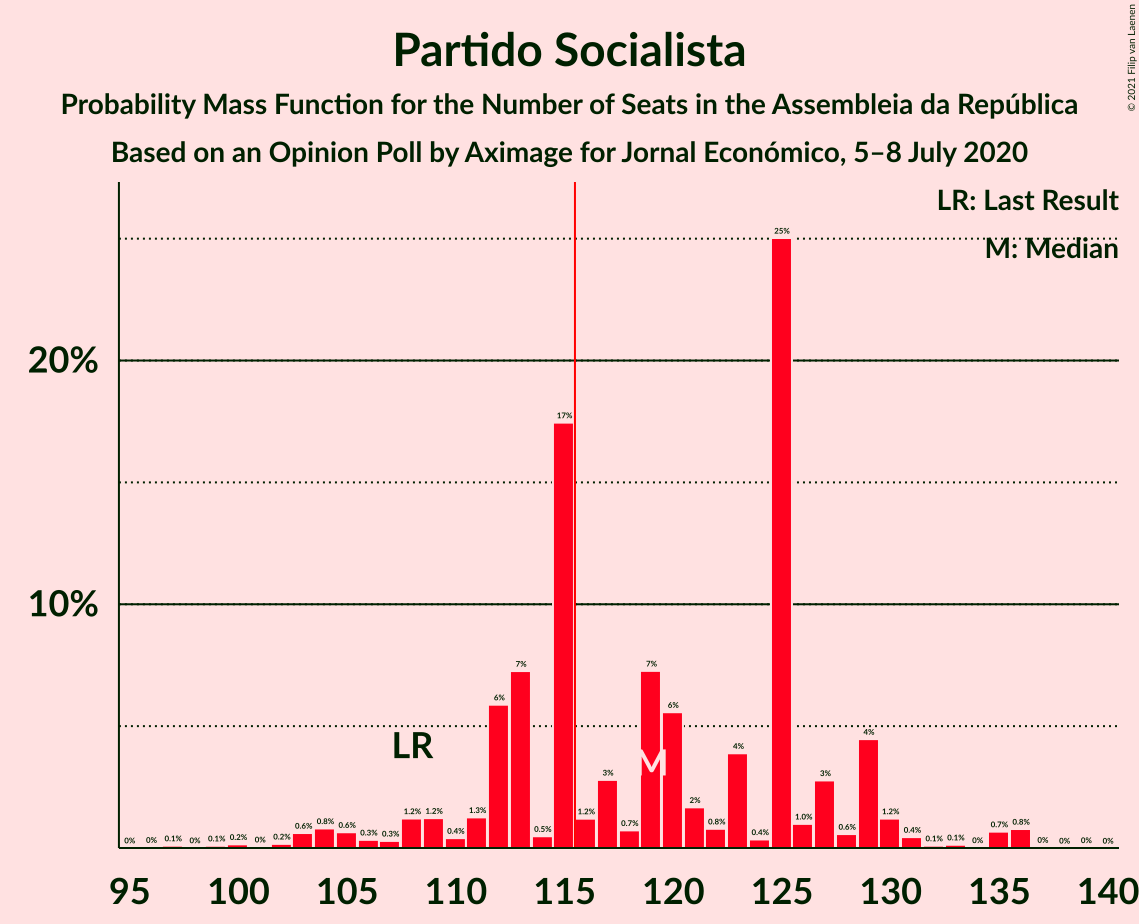 Partido Socialista
Probability Mass Function for the Number of Seats in the Assembleia da República
Based on an Opinion Poll by Aximage for Jornal Económico, 5–8 July 2020
© 2021 Filip van Laenen
LR: Last Result
M: Median
20%
10%
0% 0% 0.1% 0% 0.1% 0.2% 0% 0.2% 0.6% 0.8% 0.6% 0.3% 0.3% 1.2% 1.2% 0.4% 1.3% 6% 7% 0.5% 17% 1.2% 3% 0.7% 7% 6% 2% 0.8% 4% 0.4% 25% 1.0% 3% 0.6% 4% 1.2% 0.4% 0.1% 0.1% 0% 0.7% 0.8% 0% 0% 0% 0%
LR
M
95 100 105 110 115 120 125 130 135 140